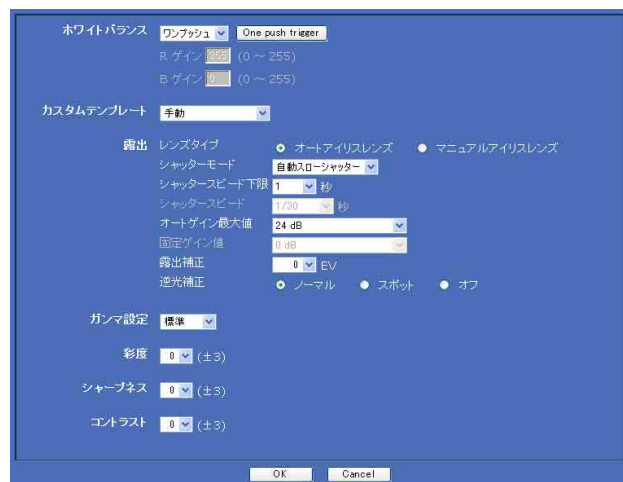 ホワイトバランス ワンプッシュ One push trigger
R ゲイン 255 (0 ～ 255)
B ゲイン 0 (0 ～ 255)
カスタムテンプレート 手動
露出 レンズタイプ オートアイリスレンズ マニュアルアイリスレンズ
シャッターモード 自動スローシャッター
シャッタースピード下限 1 秒
シャッタースピード 1/30 秒
オートゲイン最大値 24 dB
固定ゲイン値 0 dB
露出補正 0 EV
逆光補正 ノーマル スポット オフ
ガンマ設定 標準
彩度 0 (±3)
シャープネス 0 (±3)
コントラスト 0 (±3)
OK Cancel